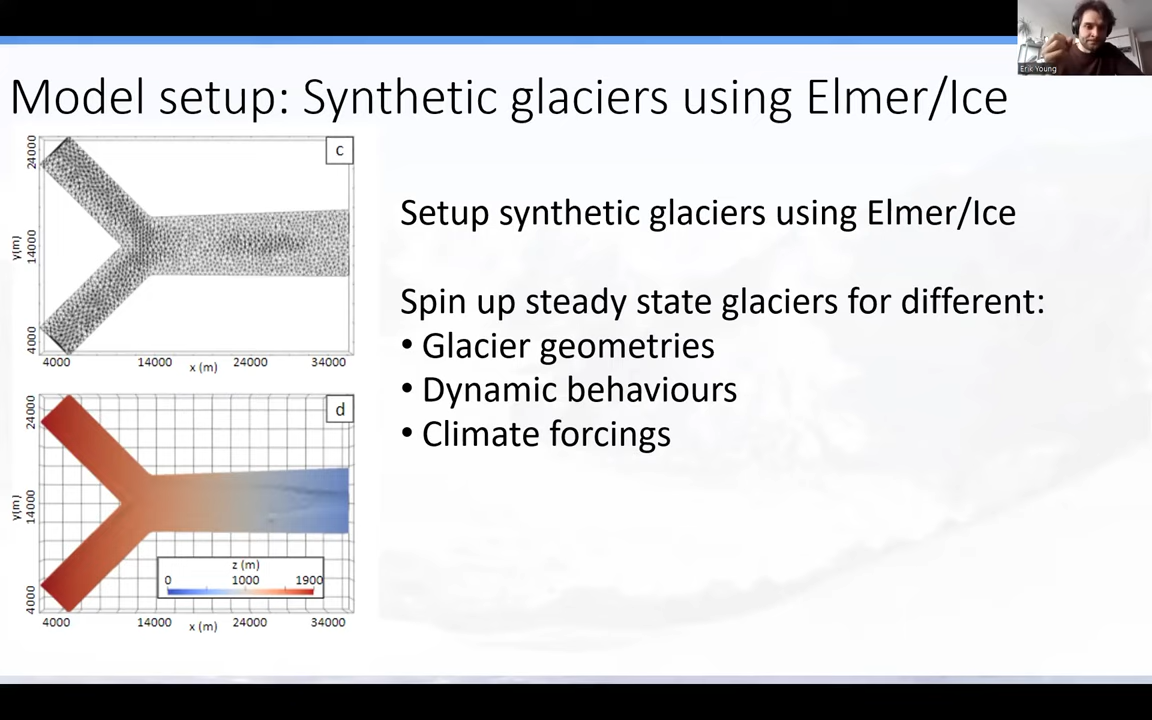 Erik Young
Model setup: Synthetic glaciers using Elmer/Ice
c
24000
14000
4000
y(m)
4000 14000 24000 34000
x (m)
d
24000
14000
4000
y(m)
z (m)
0 1000 1900
4000 14000 24000 34000
x (m)
Setup synthetic glaciers using Elmer/Ice
Spin up steady state glaciers for different:
• Glacier geometries
• Dynamic behaviours
• Climate forcings